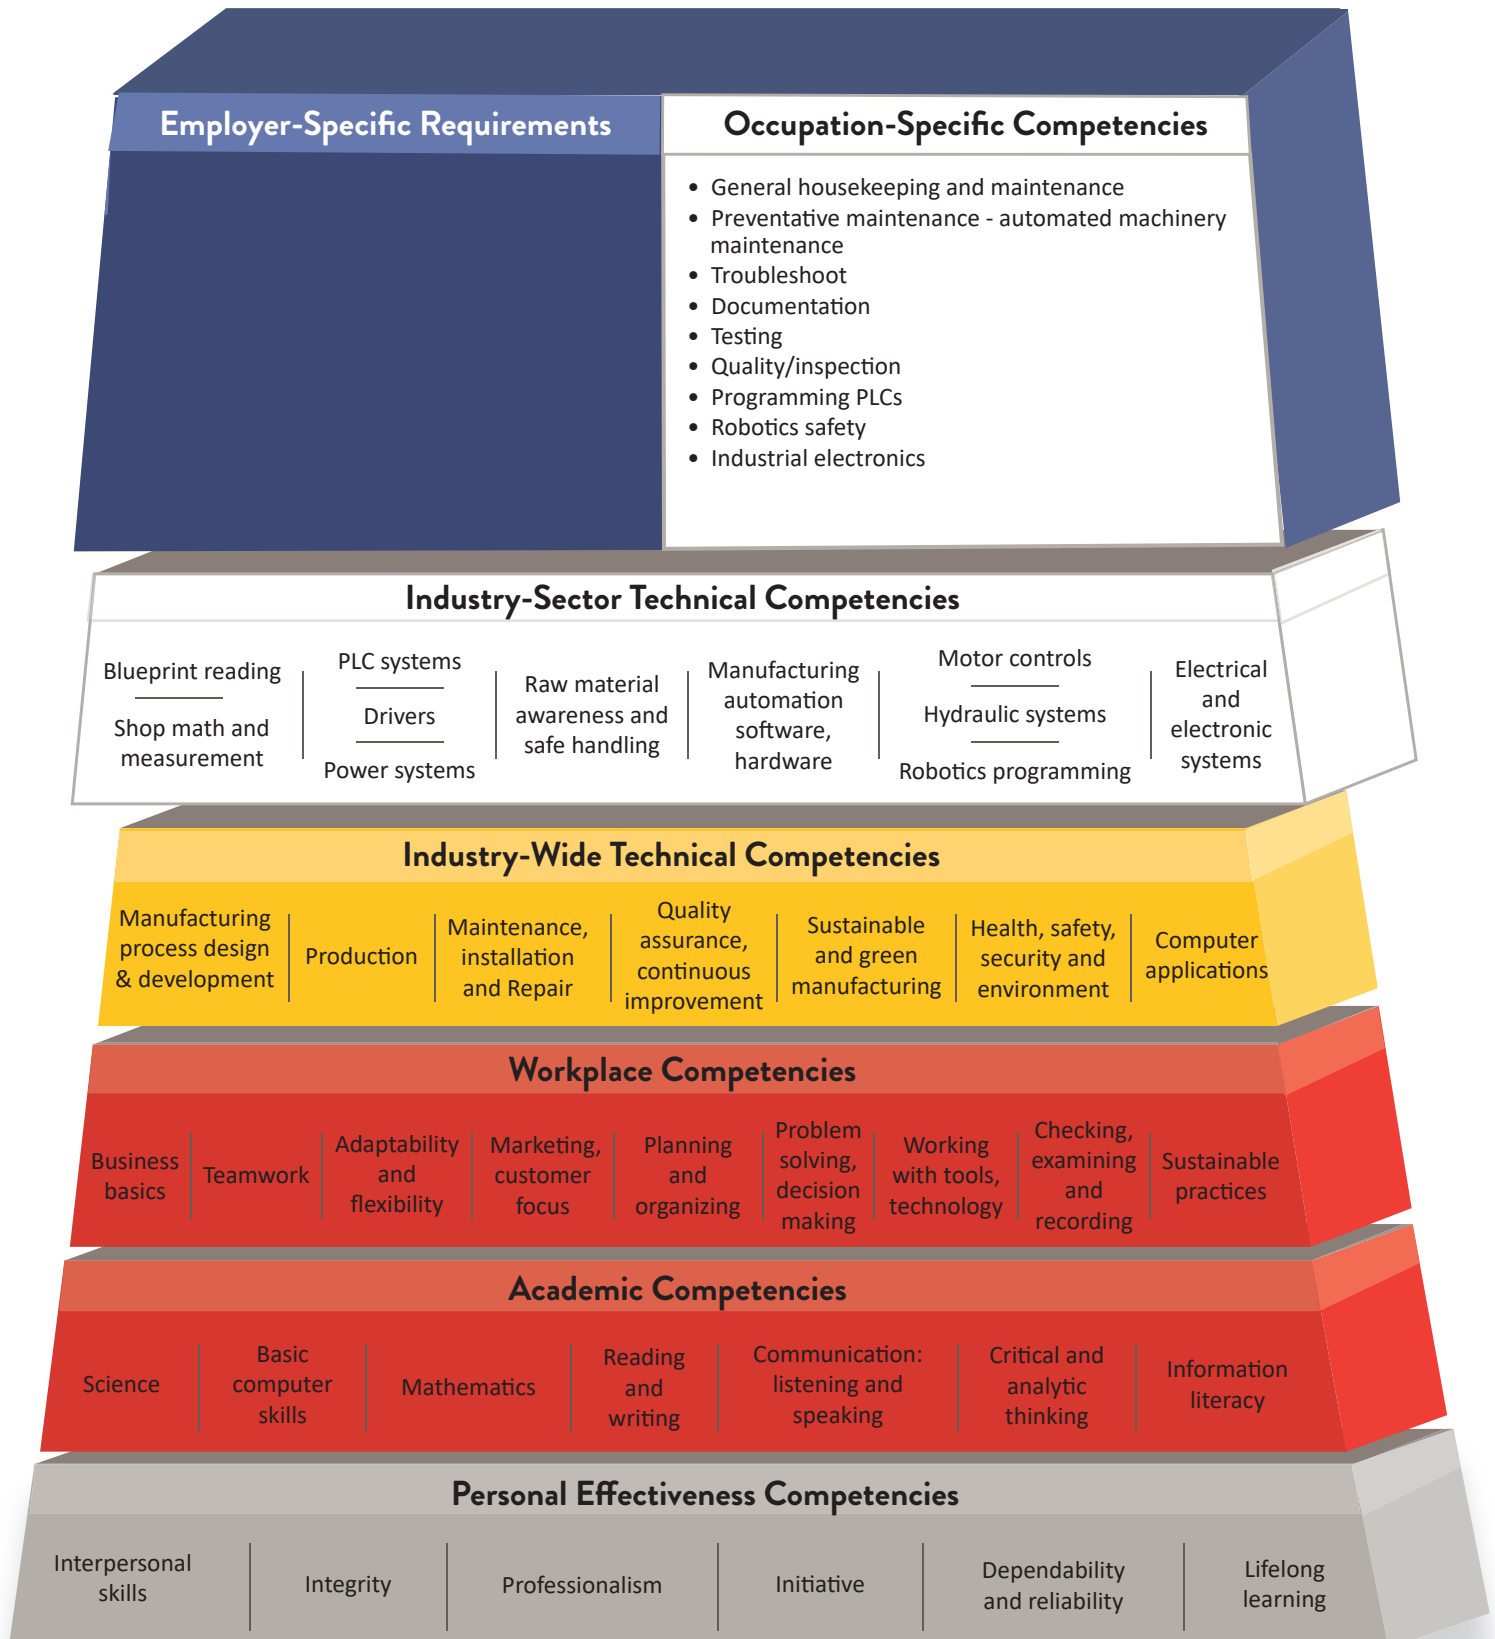 Employer-Specific Requirements
Occupation-Specific Competencies
• General housekeeping and maintenance
• Preventative maintenance - automated machinery
maintenance
• Troubleshoot
• Documentation
• Testing
• Quality/inspection
• Programming PLCs
• Robotics safety
• Industrial electronics
Industry-Sector Technical Competencies
Blueprint reading
Shop math and
measurement
PLC systems
Drivers
Power systems
Raw material
awareness and
safe handling
Manufacturing
automation
software,
hardware
Motor controls
Hydraulic systems
Robotics programming
Electrical
and
electronic
systems
Industry-Wide Technical Competencies
Manufacturing
process design
& development
Production
Maintenance,
installation
and Repair
Quality
assurance,
continuous
improvement
Sustainable
and green
manufacturing
Health, safety,
security and
environment
Computer
applications
Workplace Competencies
Business
basics
Teamwork
Adaptability
and
flexibility
Marketing,
customer
focus
Planning
and
organizing
Problem
solving,
decision
making
Working
with tools,
technology
Checking,
examining
and
recording
Sustainable
practices
Academic Competencies
Science
Basic
computer
skills
Mathematics
Reading
and
writing
Communication:
listening and
speaking
Critical and
analytic
thinking
Information
literacy
Personal Effectiveness Competencies
Interpersonal
skills
Integrity
Professionalism
Initiative
Dependability
and reliability
Lifelong
learning